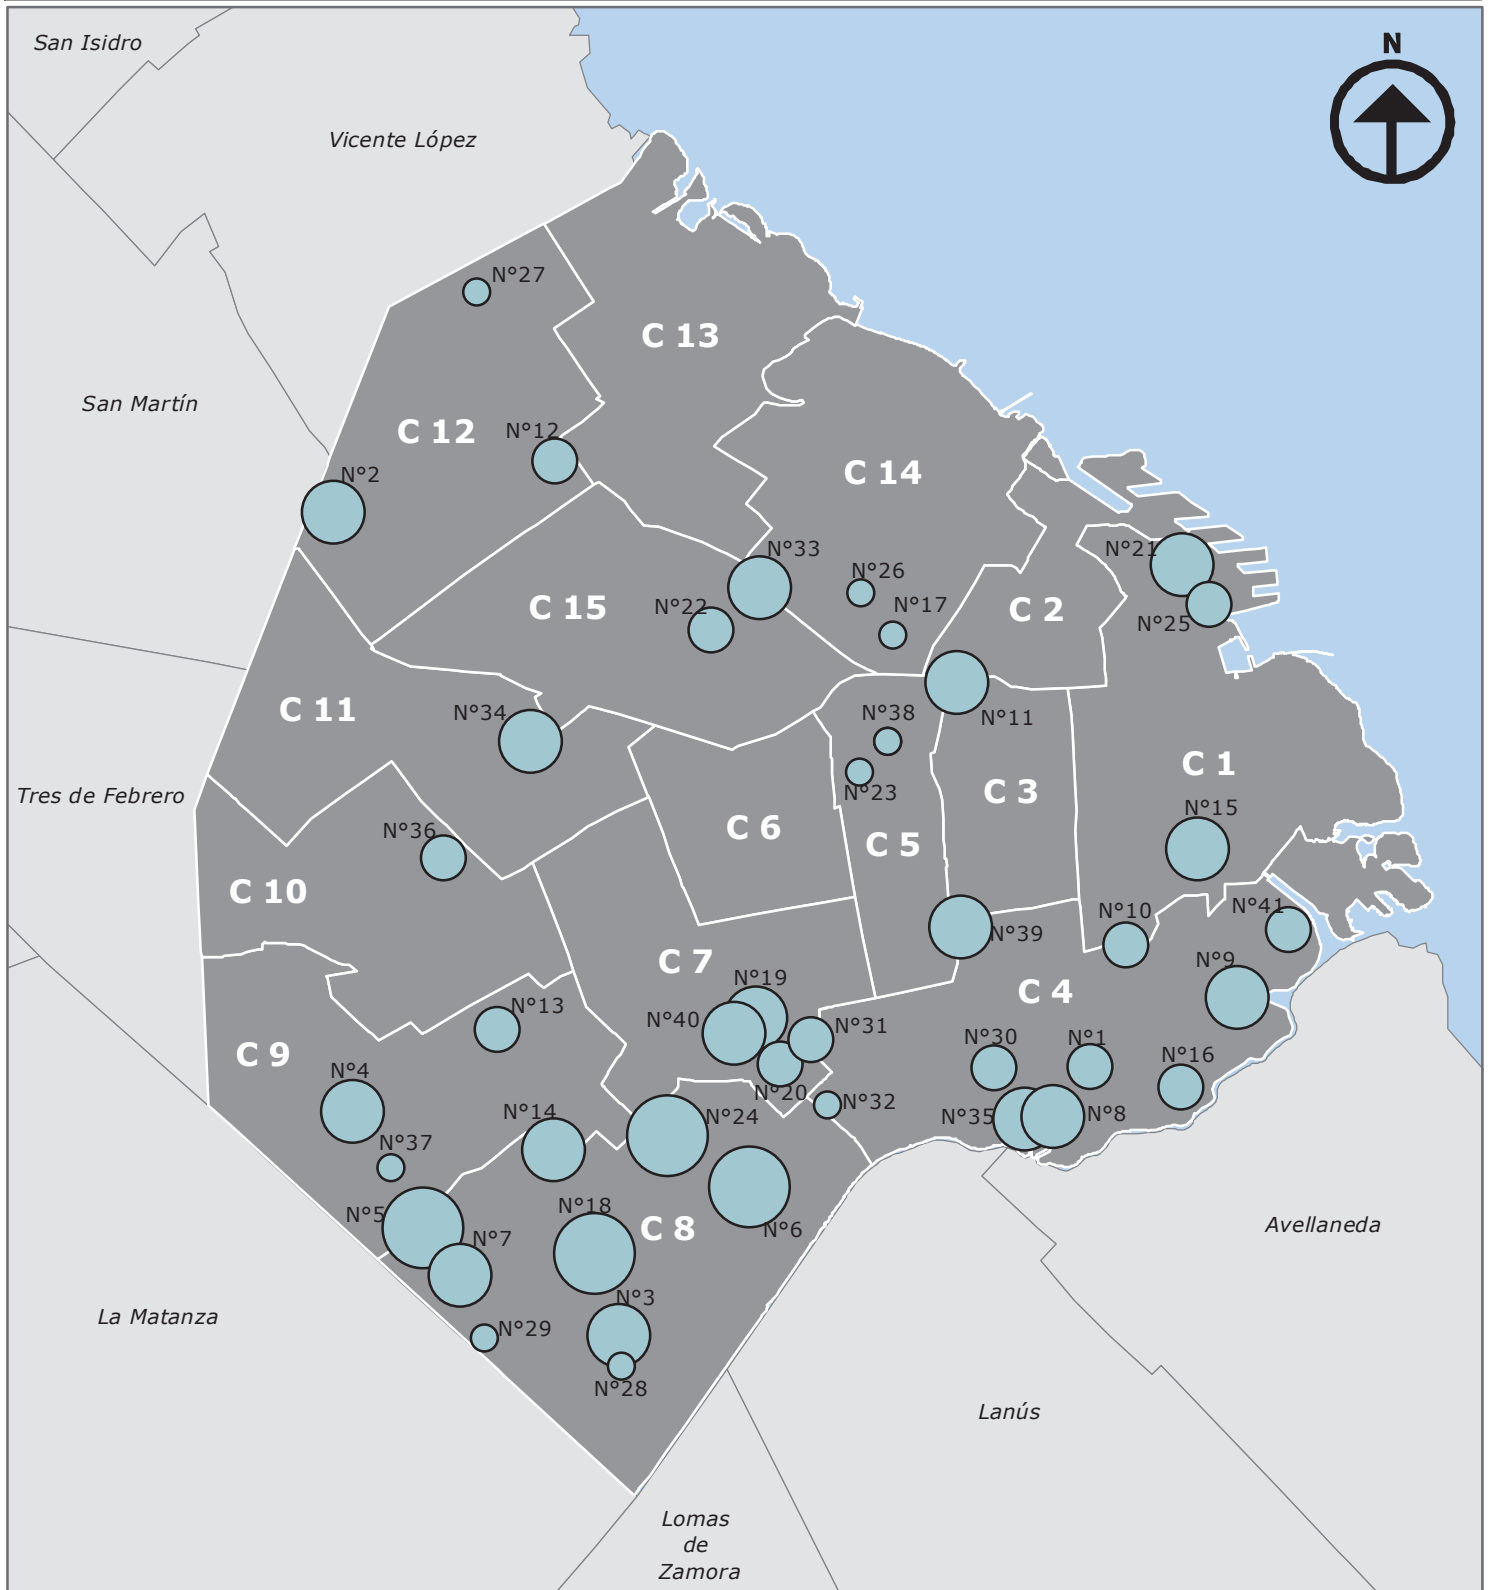 San Isidro
N
Vicente López
N°27
C 13
San Martín
C 12
N°12
N°2
C 14
N°33
N°21
N°26
C 15
N°22
N°17
C 2
N°25
C 11
N°34
N°38
N°11
C 1
Tres de Febrero
N°23
C 3
N°15
N°36
C 6
C 5
C 10
N°10
N°41
N°39
C 7
N°9
N°19
C 4
N°13
N°40
N°31
N°30
N°1
C 9
N°16
N°4
N°20
N°32
N°14
N°24
N°35
N°8
N°37
N°18
N°5
C 8
N°6
Avellaneda
N°7
N°3
La Matanza
N°29
N°28
Lanús
Lomas
de
Zamora